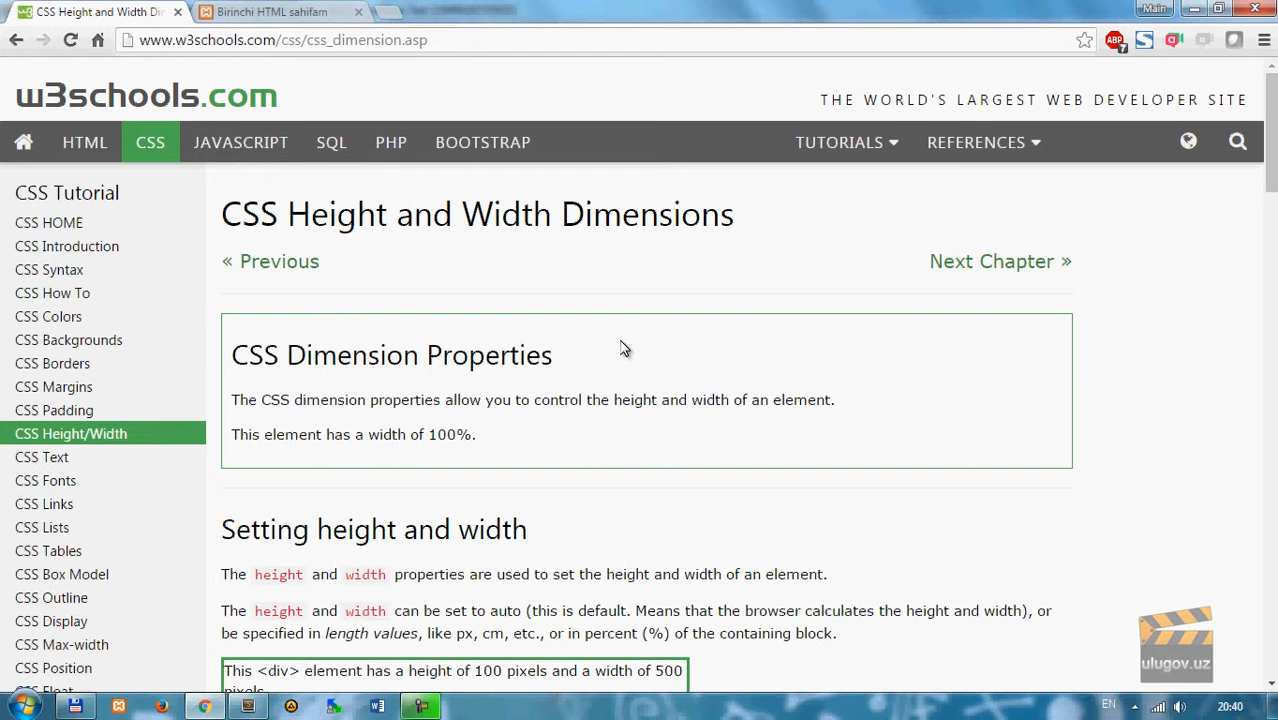 CSS Height and Width Di
Birinchi HTML sahifam
Main
www.w3schools.com/css/css_dimension.asp
ABP
7
w3schools.com
THE WORLD'S LARGEST WEB DEVELOPER SITE
HTML
CSS
JAVASCRIPT
SQL
PHP
BOOTSTRAP
TUTORIALS
REFERENCES
CSS Tutorial
CSS HOME
CSS Introduction
CSS Syntax
CSS How To
CSS Colors
CSS Backgrounds
CSS Borders
CSS Margins
CSS Padding
CSS Height/Width
CSS Text
CSS Fonts
CSS Links
CSS Lists
CSS Tables
CSS Box Model
CSS Outline
CSS Display
CSS Max-width
CSS Position
CSS Float
CSS Height and Width Dimensions
« Previous
Next Chapter »
CSS Dimension Properties
The CSS dimension properties allow you to control the height and width of an element.
This element has a width of 100%.
Setting height and width
The height and width properties are used to set the height and width of an element.
The height and width can be set to auto (this is default. Means that the browser calculates the height and width), or
be specified in length values, like px, cm, etc., or in percent (%) of the containing block.
This <div> element has a height of 100 pixels and a width of 500
pixels.
ulugov.uz
EN
20:40